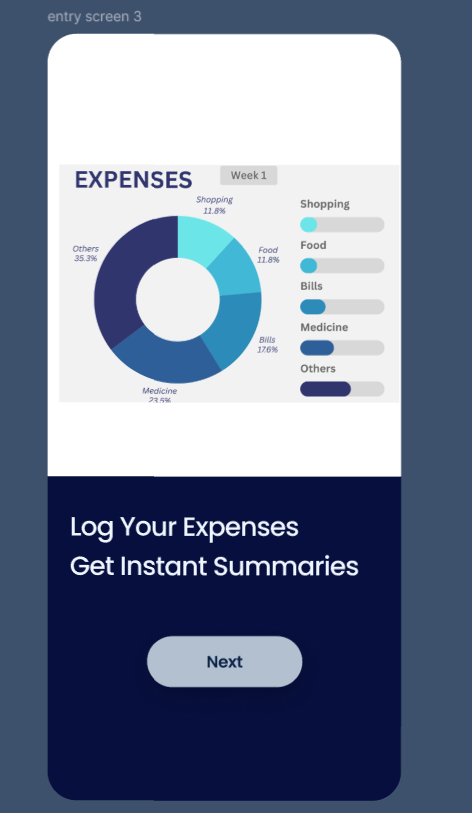 entry screen 3
EXPENSES
Week 1
Shopping
11.8%
Food
11.8%
Bills
17.6%
Medicine
23.5%
Others
35.3%
Shopping
Food
Bills
Medicine
Others
Log Your Expenses
Get Instant Summaries
Next